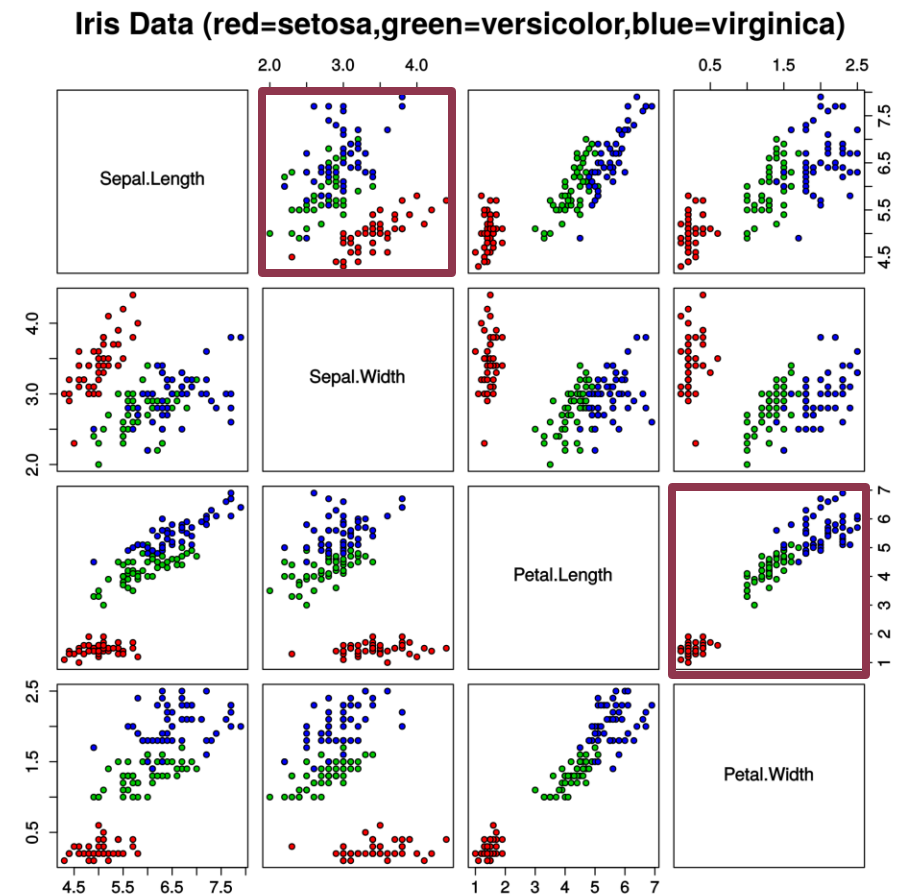 Iris Data (red=setosa,green=versicolor,blue=virginica)
2.0 3.0 4.0
0.5 1.5 2.5
Sepal.Length
4.5 5.5 6.5 7.5
2.0 3.0 4.0
Sepal.Width
Petal.Length
1 2 3 4 5 6 7
0.5 1.5 2.5
Petal.Width
4.5 5.5 6.5 7.5
1 2 3 4 5 6 7